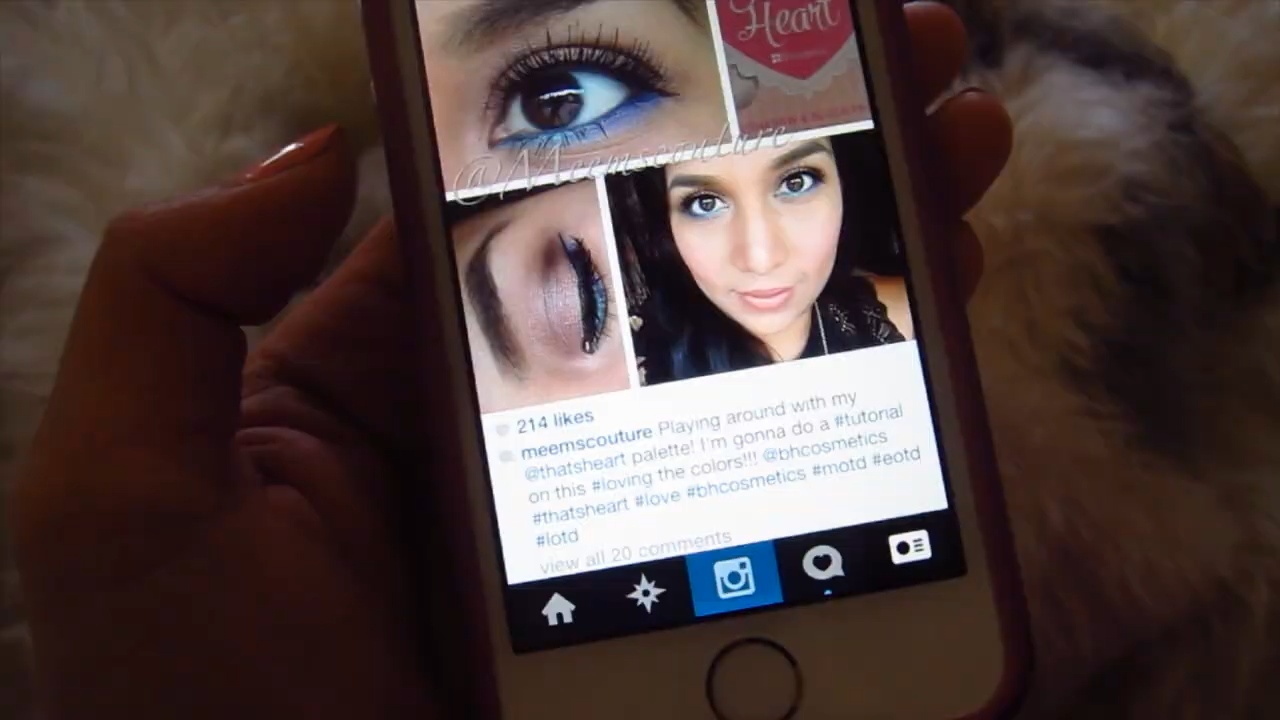 Heart
@Meemscouture
214 likes
meemscouture Playing around with my
@thatsheart palette! I'm gonna do a #tutorial
on this #loving the colors!!! @bhcosmetics
#thatsheart #love #bhcosmetics #motd #eotd
#lotd
view all 20 comments